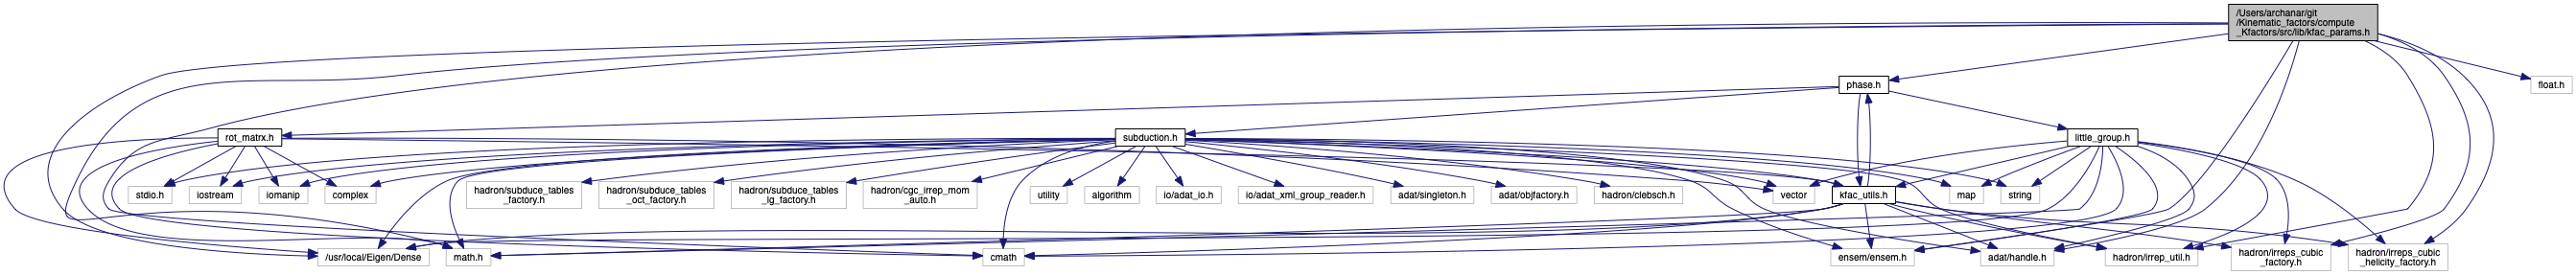 /Users/archanar/git
/Kinematic_factors/compute
_Kfactors/src/lib/kfac_params.h
phase.h
float.h
rot_matrx.h
subduction.h
little_group.h
stdio.h
iostream
iomanip
complex
hadron/subduce_tables
_factory.h
hadron/subduce_tables
_oct_factory.h
hadron/subduce_tables
_lg_factory.h
hadron/cgc_irrep_mom
_auto.h
utility
algorithm
io/adat_io.h
io/adat_xml_group_reader.h
adat/singleton.h
adat/objfactory.h
hadron/clebsch.h
vector
kfac_utils.h
map
string
/usr/local/Eigen/Dense
math.h
cmath
ensem/ensem.h
adat/handle.h
hadron/irrep_util.h
hadron/irreps_cubic
_factory.h
hadron/irreps_cubic
_helicity_factory.h